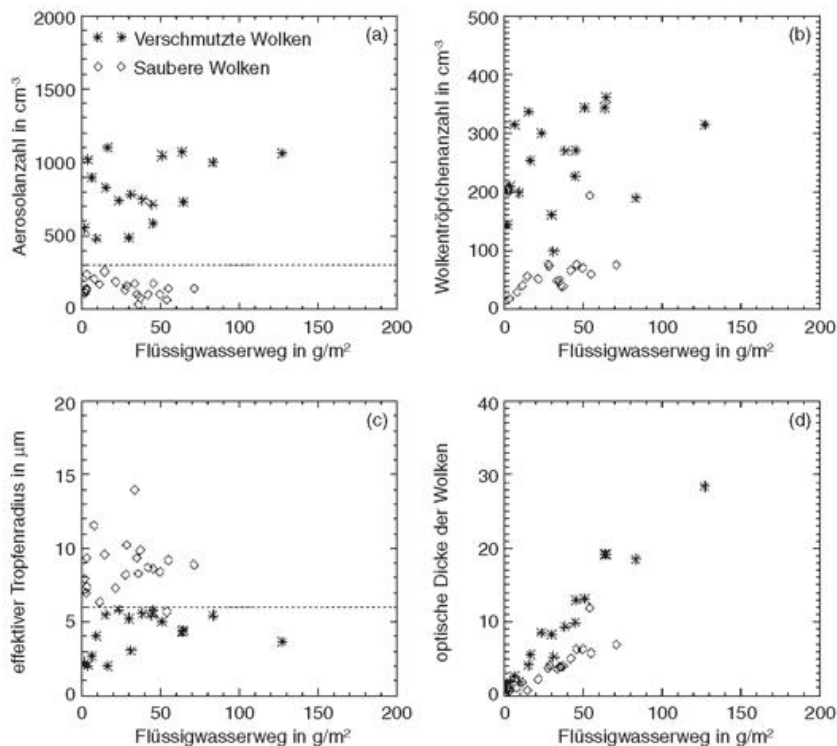 2000
1500
1000
500
0
Aerosolanzahl in cm⁻³
✳ Verschmutzte Wolken
◇ Saubere Wolken
(a)
0 50 100 150 200
Flüssigwasserweg in g/m²
500
400
300
200
100
0
Wolkentröpfchenanzahl in cm⁻³
(b)
0 50 100 150 200
Flüssigwasserweg in g/m²
20
15
10
5
0
effektiver Tropfenradius in µm
(c)
0 50 100 150 200
Flüssigwasserweg in g/m²
40
30
20
10
0
optische Dicke der Wolken
(d)
0 50 100 150 200
Flüssigwasserweg in g/m²